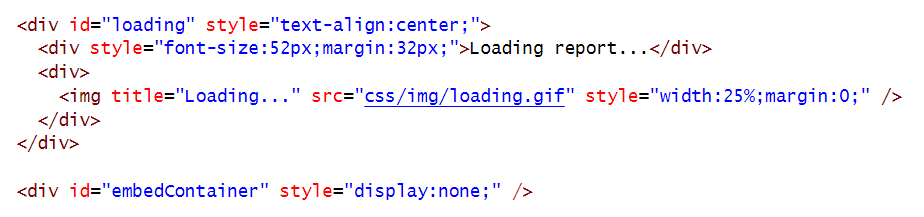 <div id="loading" style="text-align:center;">
  <div style="font-size:52px;margin:32px;">Loading report...</div>
  <div>
    <img title="Loading..." src="css/img/loading.gif" style="width:25%;margin:0;" />
  </div>
</div>

<div id="embedContainer" style="display:none;" />